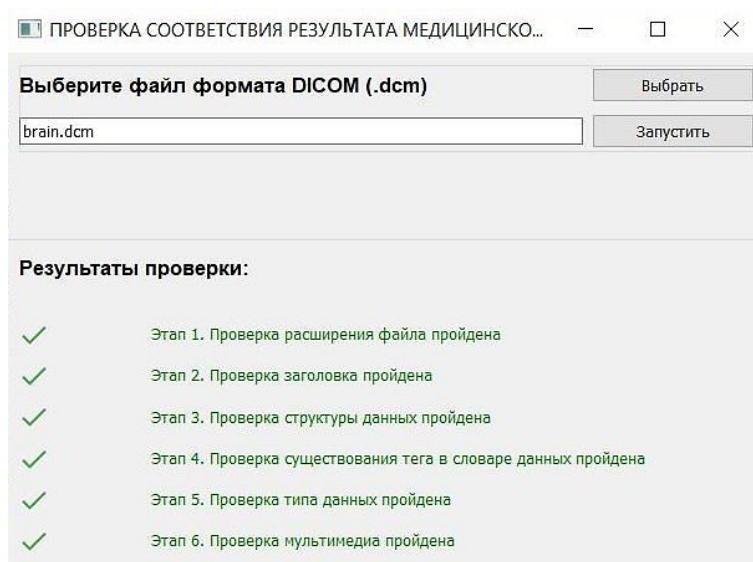 ПРОВЕРКА СООТВЕТСТВИЯ РЕЗУЛЬТАТА МЕДИЦИНСКО...
Выберите файл формата DICOM (.dcm)
Выбрать
brain.dcm
Запустить
Результаты проверки:
Этап 1. Проверка расширения файла пройдена
Этап 2. Проверка заголовка пройдена
Этап 3. Проверка структуры данных пройдена
Этап 4. Проверка существования тега в словаре данных пройдена
Этап 5. Проверка типа данных пройдена
Этап 6. Проверка мультимедиа пройдена